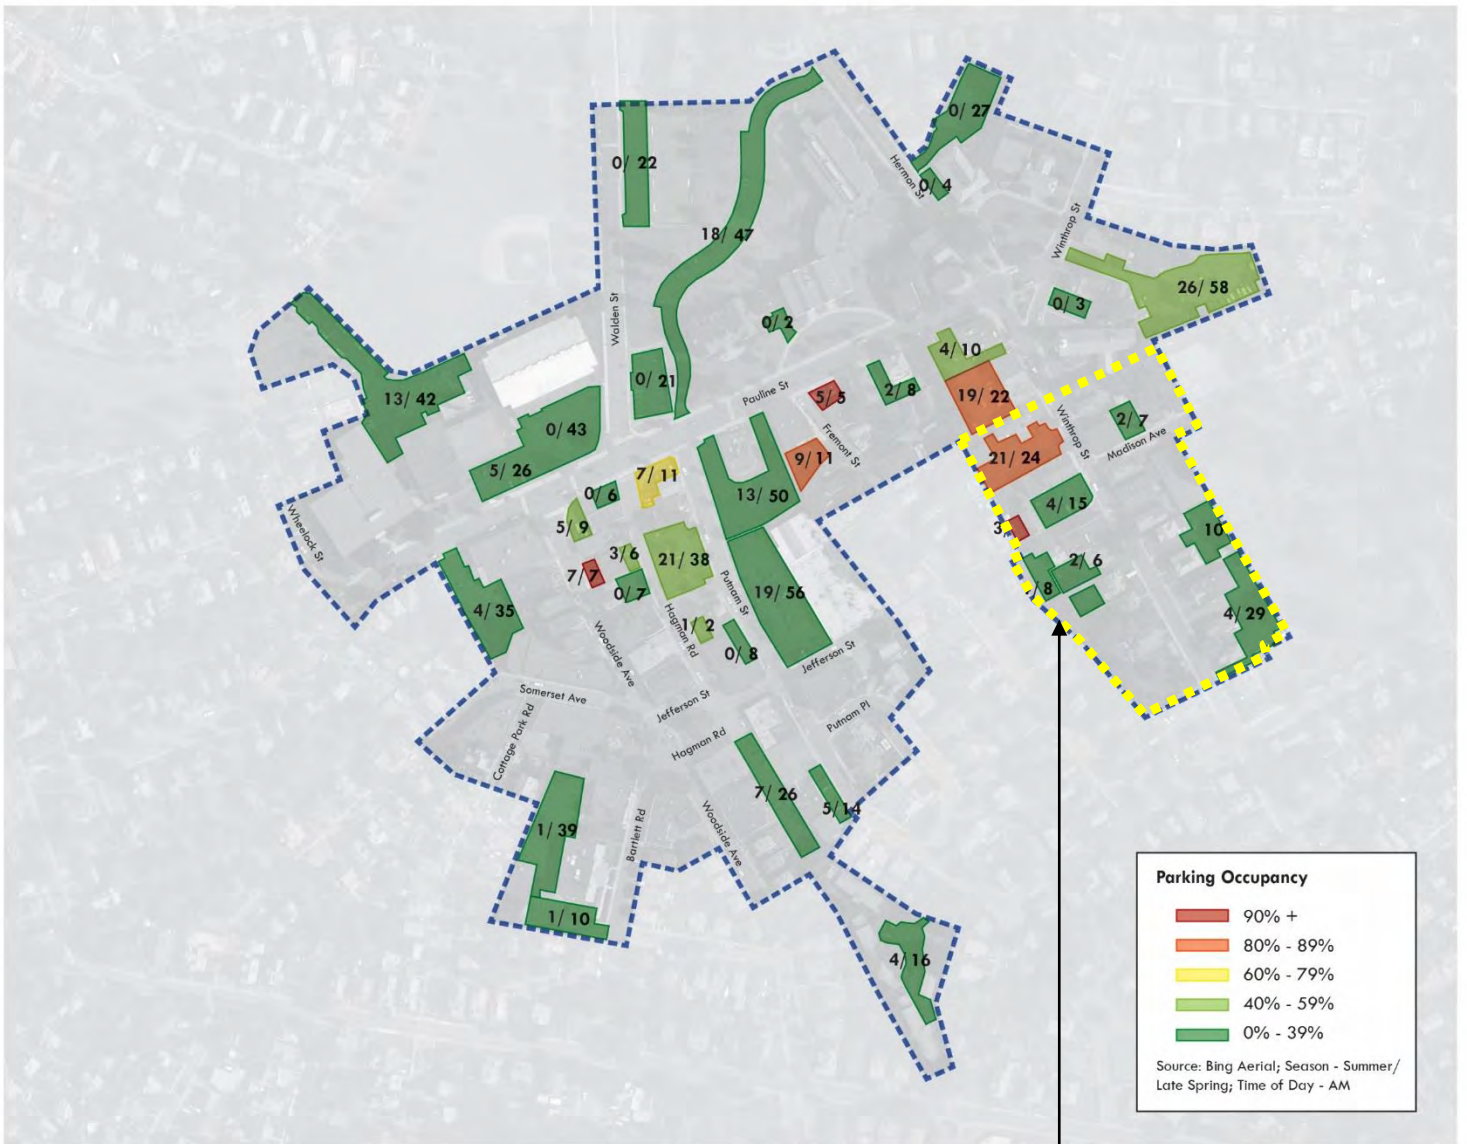 0/ 27
0/ 22
Hermon St
0/ 4
18/ 47
Winthrop St
26/ 58
0/ 3
Walden St
0/ 2
4/ 10
0/ 21
Pauline St
13/ 42
5/ 5
2/ 8
19/ 22
0/ 43
Fremont St
Winthrop St
2/ 7
Madison Ave
5/ 26
7/ 11
9/ 11
21/ 24
0/ 6
13/ 50
4/ 15
Wheelock St
5/ 9
3
10
3/ 6
21/ 38
2/ 6
7/ 7
0/ 7
Putnam St
19/ 56
/ 8
4/ 35
Hagman Rd
1/ 2
4/ 29
Woodside Ave
0/ 8
Jefferson St
Somerset Ave
Jefferson St
Cottage Park Rd
Putnam Pl
Hagman Rd
7/ 26
5/ 14
1/ 39
Bartlett Rd
Woodside Ave
1/ 10
4/ 16
Parking Occupancy
90% +
80% - 89%
60% - 79%
40% - 59%
0% - 39%
Source: Bing Aerial; Season - Summer/
Late Spring; Time of Day - AM